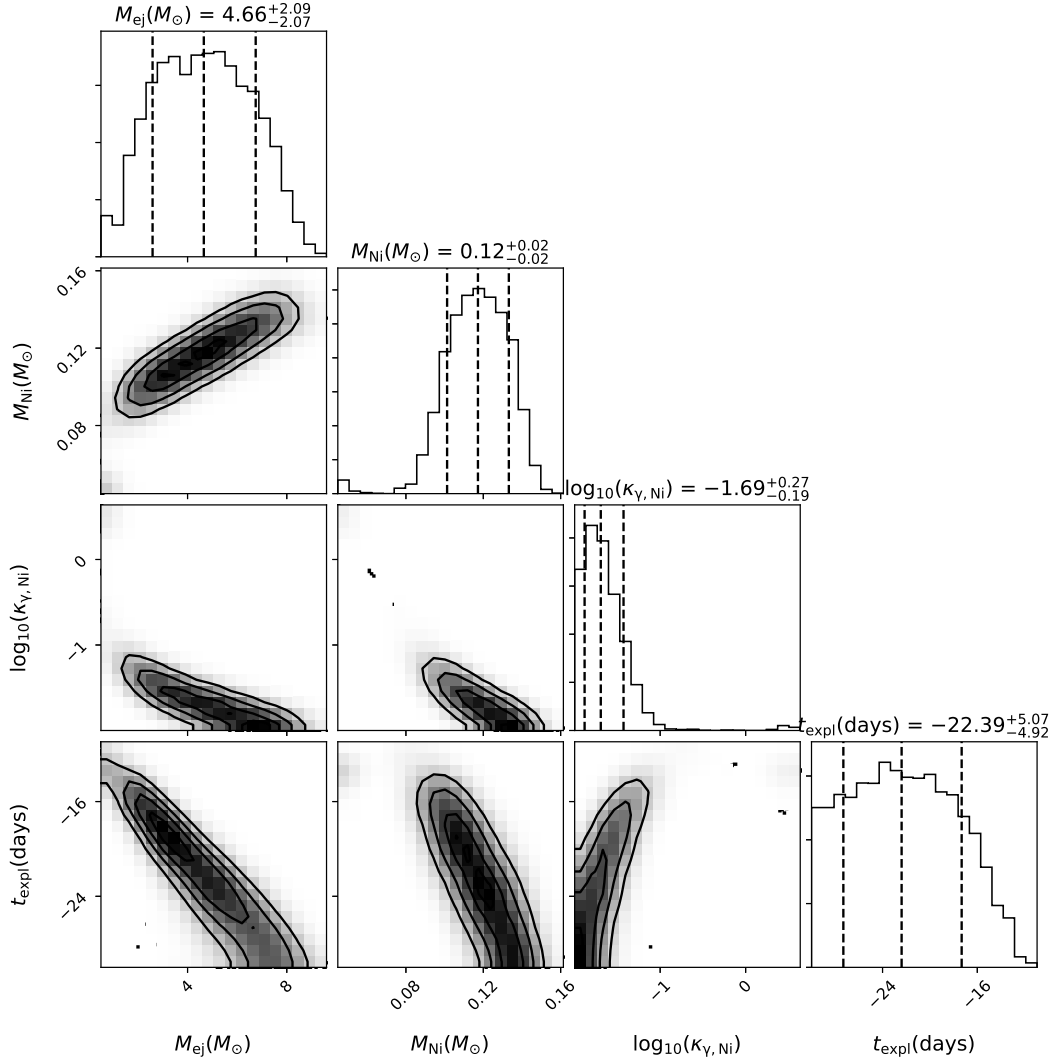 M_ej(M_⊙) = 4.66^{+2.09}_{-2.07}
M_Ni(M_⊙) = 0.12^{+0.02}_{-0.02}
0.16
0.12
0.08
M_Ni(M_⊙)
log_10(κ_γ,Ni) = −1.69^{+0.27}_{-0.19}
0
−1
log_10(κ_γ,Ni)
t_expl(days) = −22.39^{+5.07}_{-4.92}
−16
−24
t_expl(days)
4 8
0.08 0.12 0.16
−1 0
−24 −16
M_ej(M_⊙)
M_Ni(M_⊙)
log_10(κ_γ,Ni)
t_expl(days)